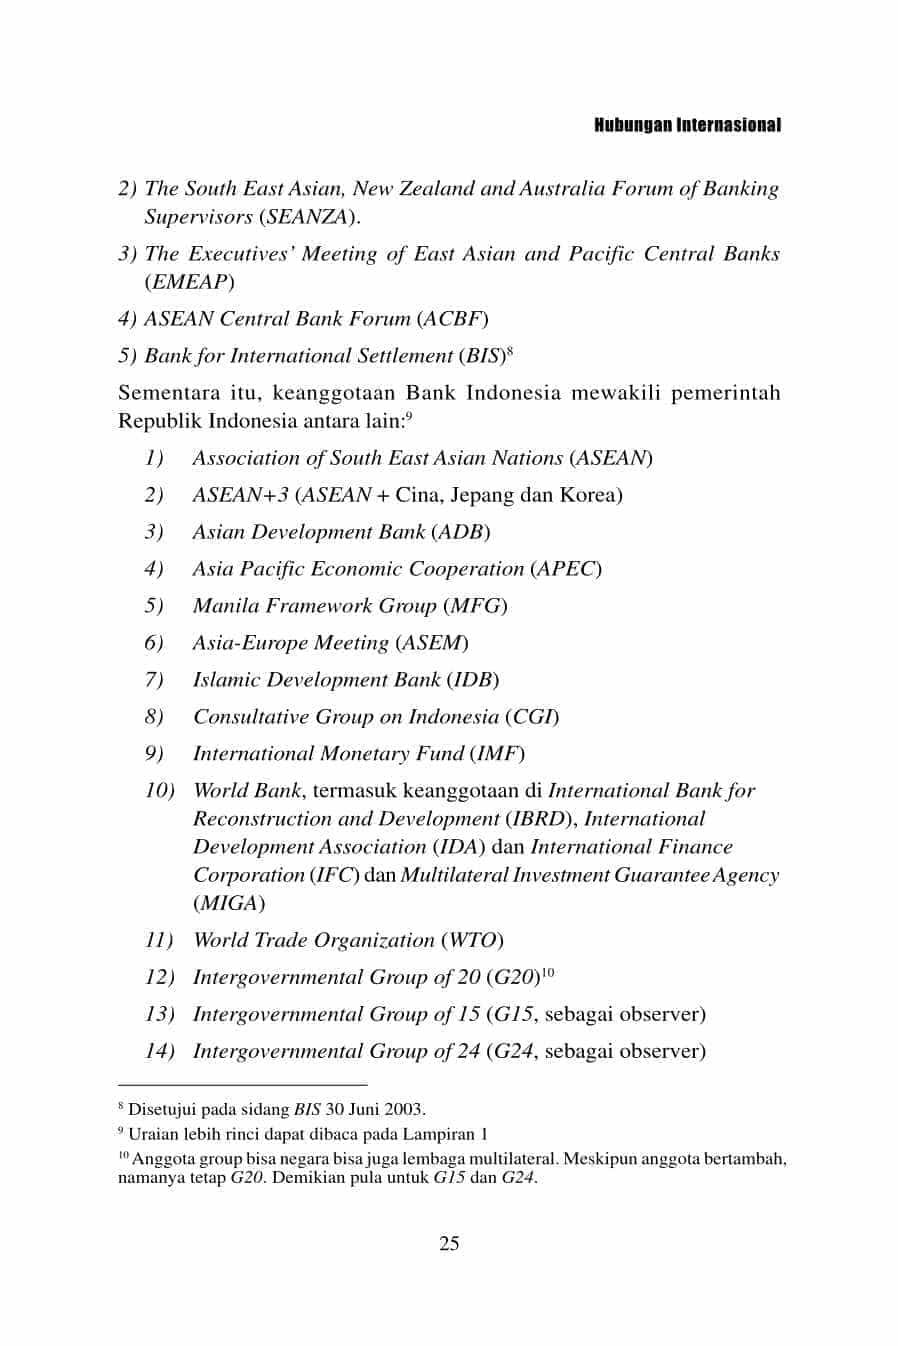 Hubungan Internasional
2) The South East Asian, New Zealand and Australia Forum of Banking
Supervisors (SEANZA).
3) The Executives’ Meeting of East Asian and Pacific Central Banks
(EMEAP)
4) ASEAN Central Bank Forum (ACBF)
5) Bank for International Settlement (BIS)⁸
Sementara itu, keanggotaan Bank Indonesia mewakili pemerintah
Republik Indonesia antara lain:⁹
1) Association of South East Asian Nations (ASEAN)
2) ASEAN+3 (ASEAN + Cina, Jepang dan Korea)
3) Asian Development Bank (ADB)
4) Asia Pacific Economic Cooperation (APEC)
5) Manila Framework Group (MFG)
6) Asia-Europe Meeting (ASEM)
7) Islamic Development Bank (IDB)
8) Consultative Group on Indonesia (CGI)
9) International Monetary Fund (IMF)
10) World Bank, termasuk keanggotaan di International Bank for
Reconstruction and Development (IBRD), International
Development Association (IDA) dan International Finance
Corporation (IFC) dan Multilateral Investment Guarantee Agency
(MIGA)
11) World Trade Organization (WTO)
12) Intergovernmental Group of 20 (G20)¹⁰
13) Intergovernmental Group of 15 (G15, sebagai observer)
14) Intergovernmental Group of 24 (G24, sebagai observer)
⁸ Disetujui pada sidang BIS 30 Juni 2003.
⁹ Uraian lebih rinci dapat dibaca pada Lampiran 1
¹⁰ Anggota group bisa negara bisa juga lembaga multilateral. Meskipun anggota bertambah,
namanya tetap G20. Demikian pula untuk G15 dan G24.
25